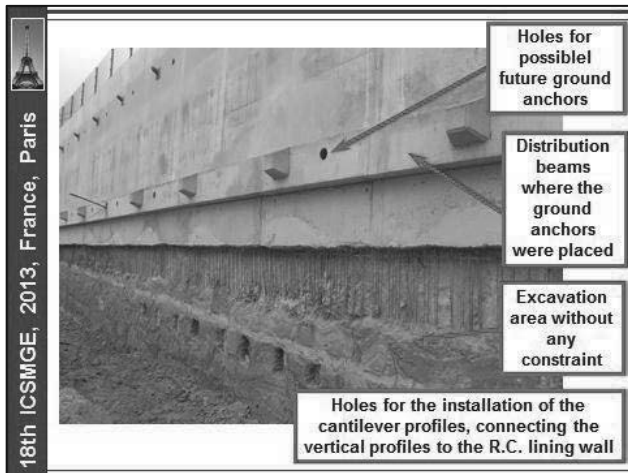 18th ICSMGE, 2013, France, Paris
Holes for
possiblel
future ground
anchors
Distribution
beams
where the
ground
anchors
were placed
Excavation
area without
any
constraint
Holes for the installation of the
cantilever profiles, connecting the
vertical profiles to the R.C. lining wall